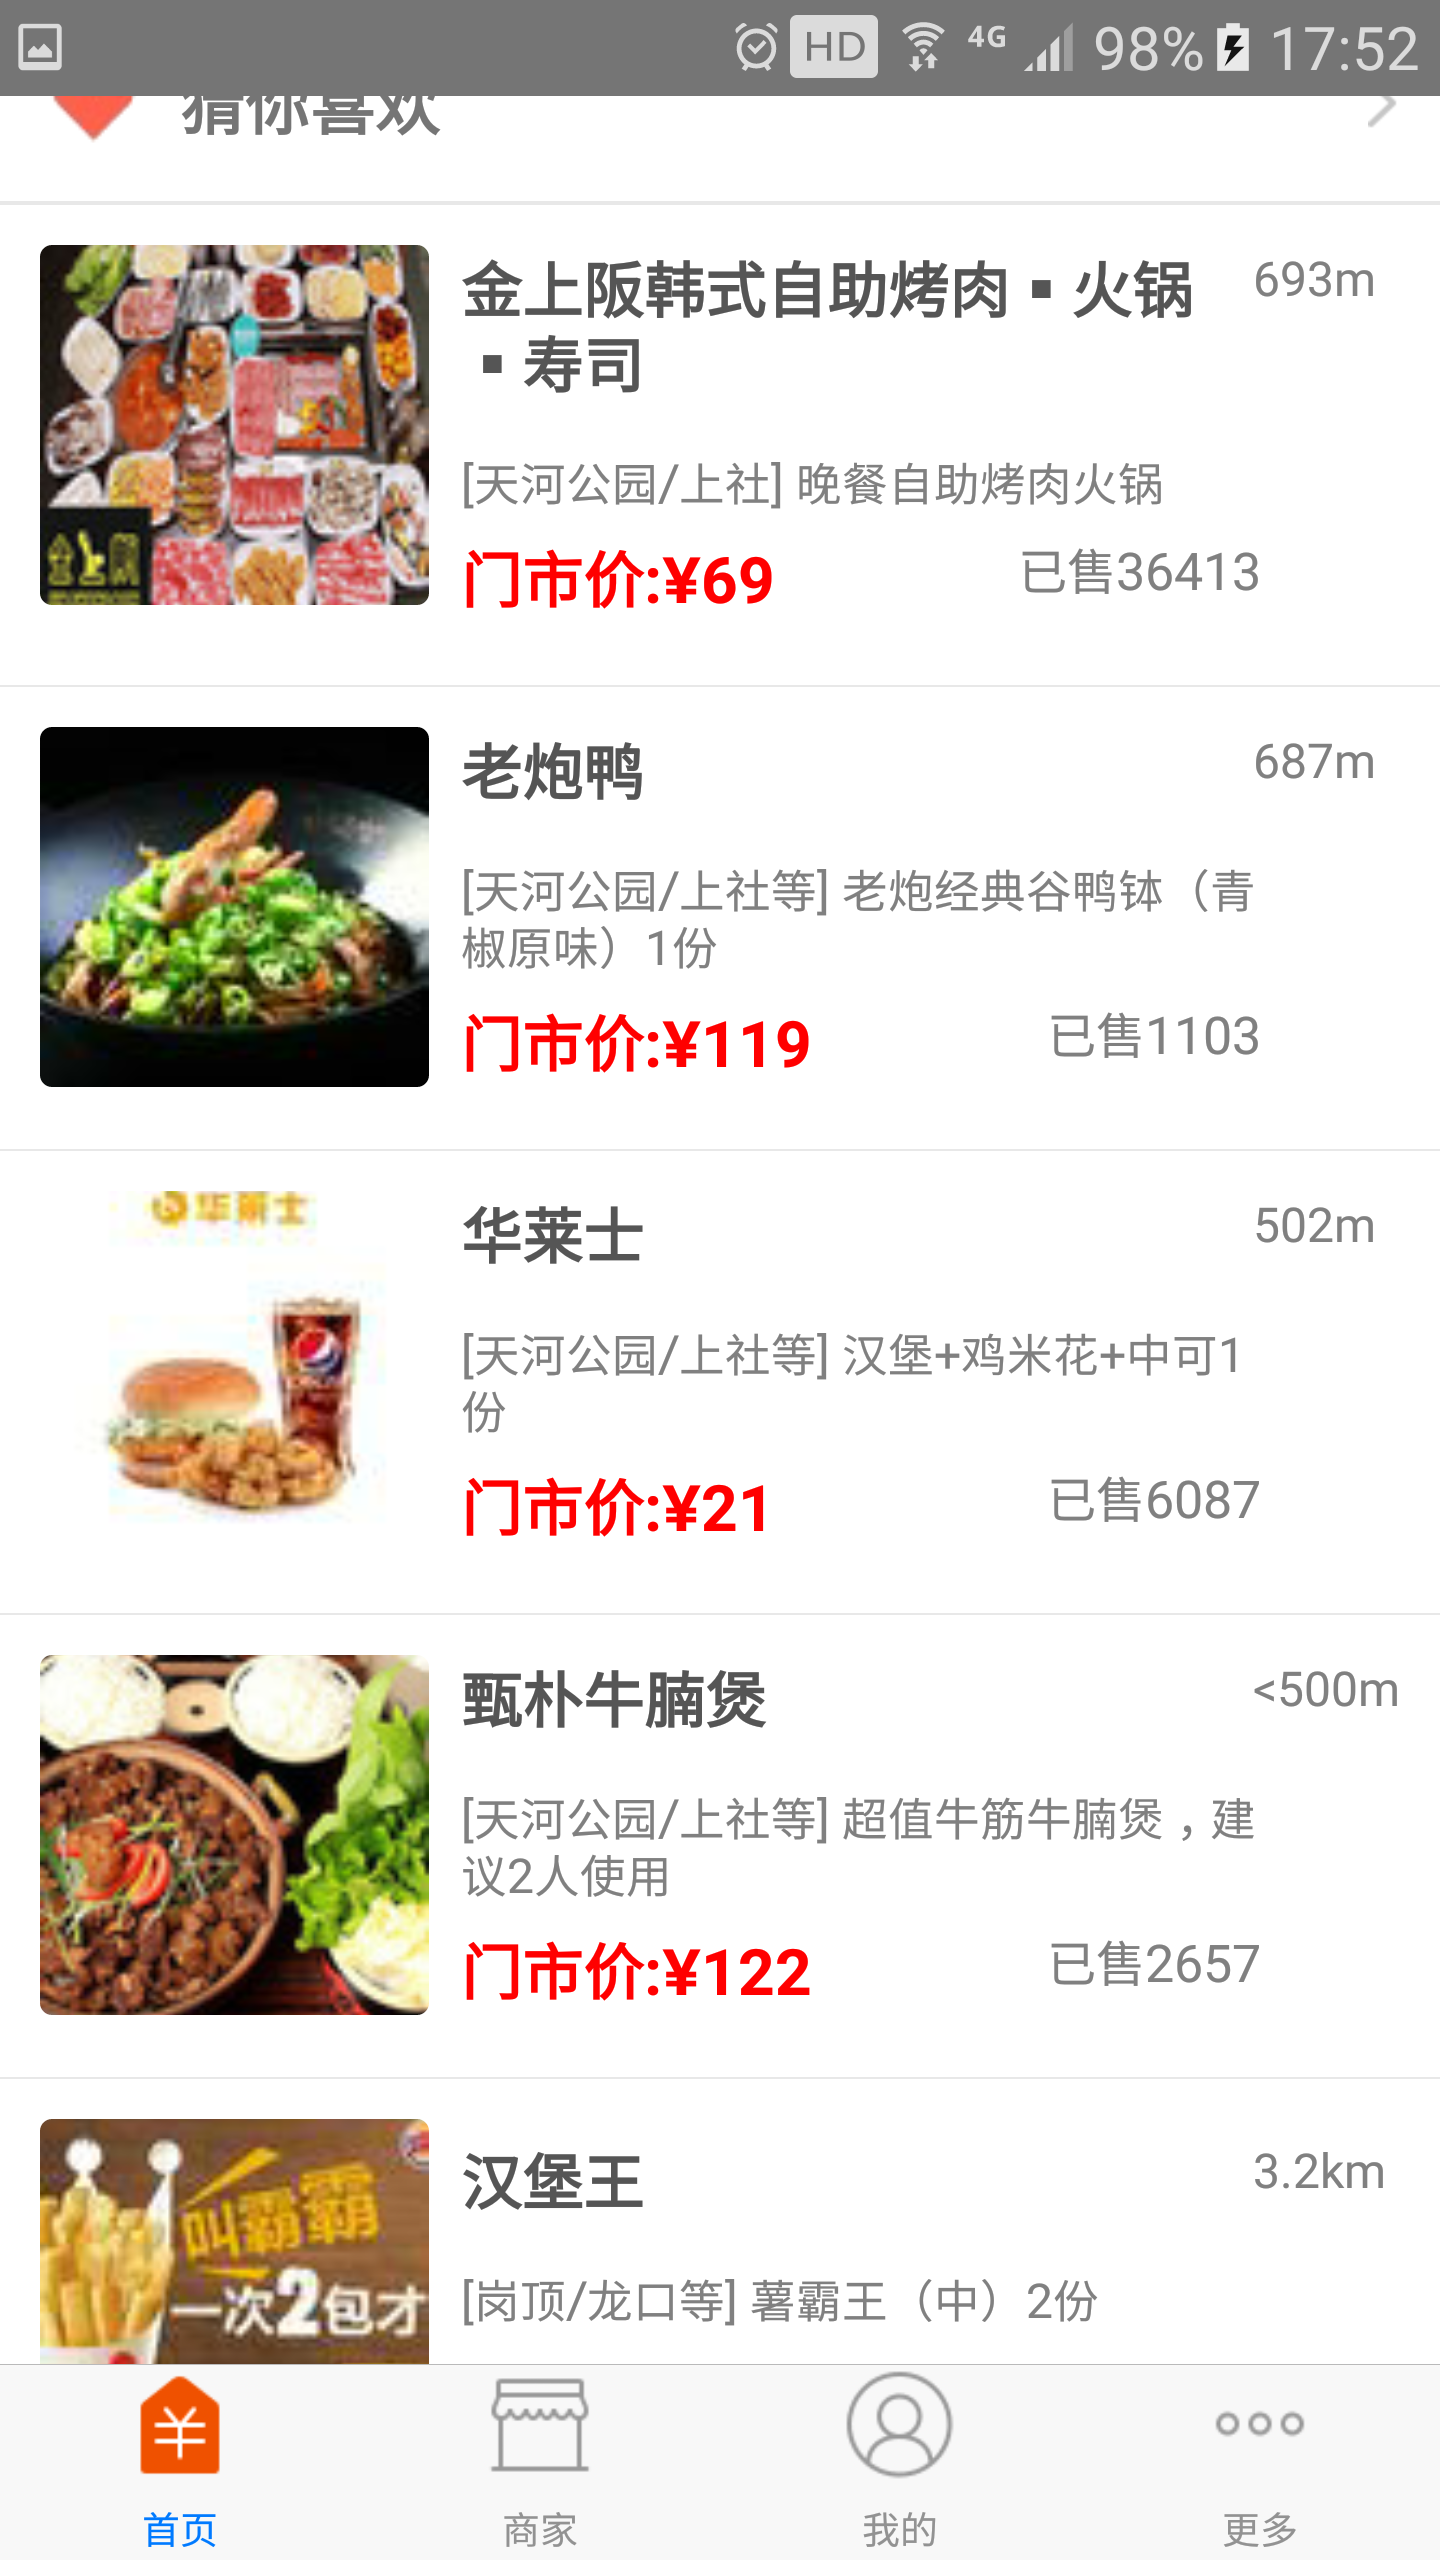 HD 4G 98% 17:52
猜你喜欢
金上阪韩式自助烤肉▪火锅 693m
▪寿司
[天河公园/上社] 晚餐自助烤肉火锅
门市价:¥69 已售36413
老炮鸭 687m
[天河公园/上社等] 老炮经典谷鸭钵（青
椒原味）1份
门市价:¥119 已售1103
华莱士
华莱士 502m
[天河公园/上社等] 汉堡+鸡米花+中可1
份
门市价:¥21 已售6087
甄朴牛腩煲 <500m
[天河公园/上社等] 超值牛筋牛腩煲，建
议2人使用
门市价:¥122 已售2657
汉堡王 3.2km
叫霸霸
一次2包才
[岗顶/龙口等] 薯霸王（中）2份
首页 商家 我的 更多